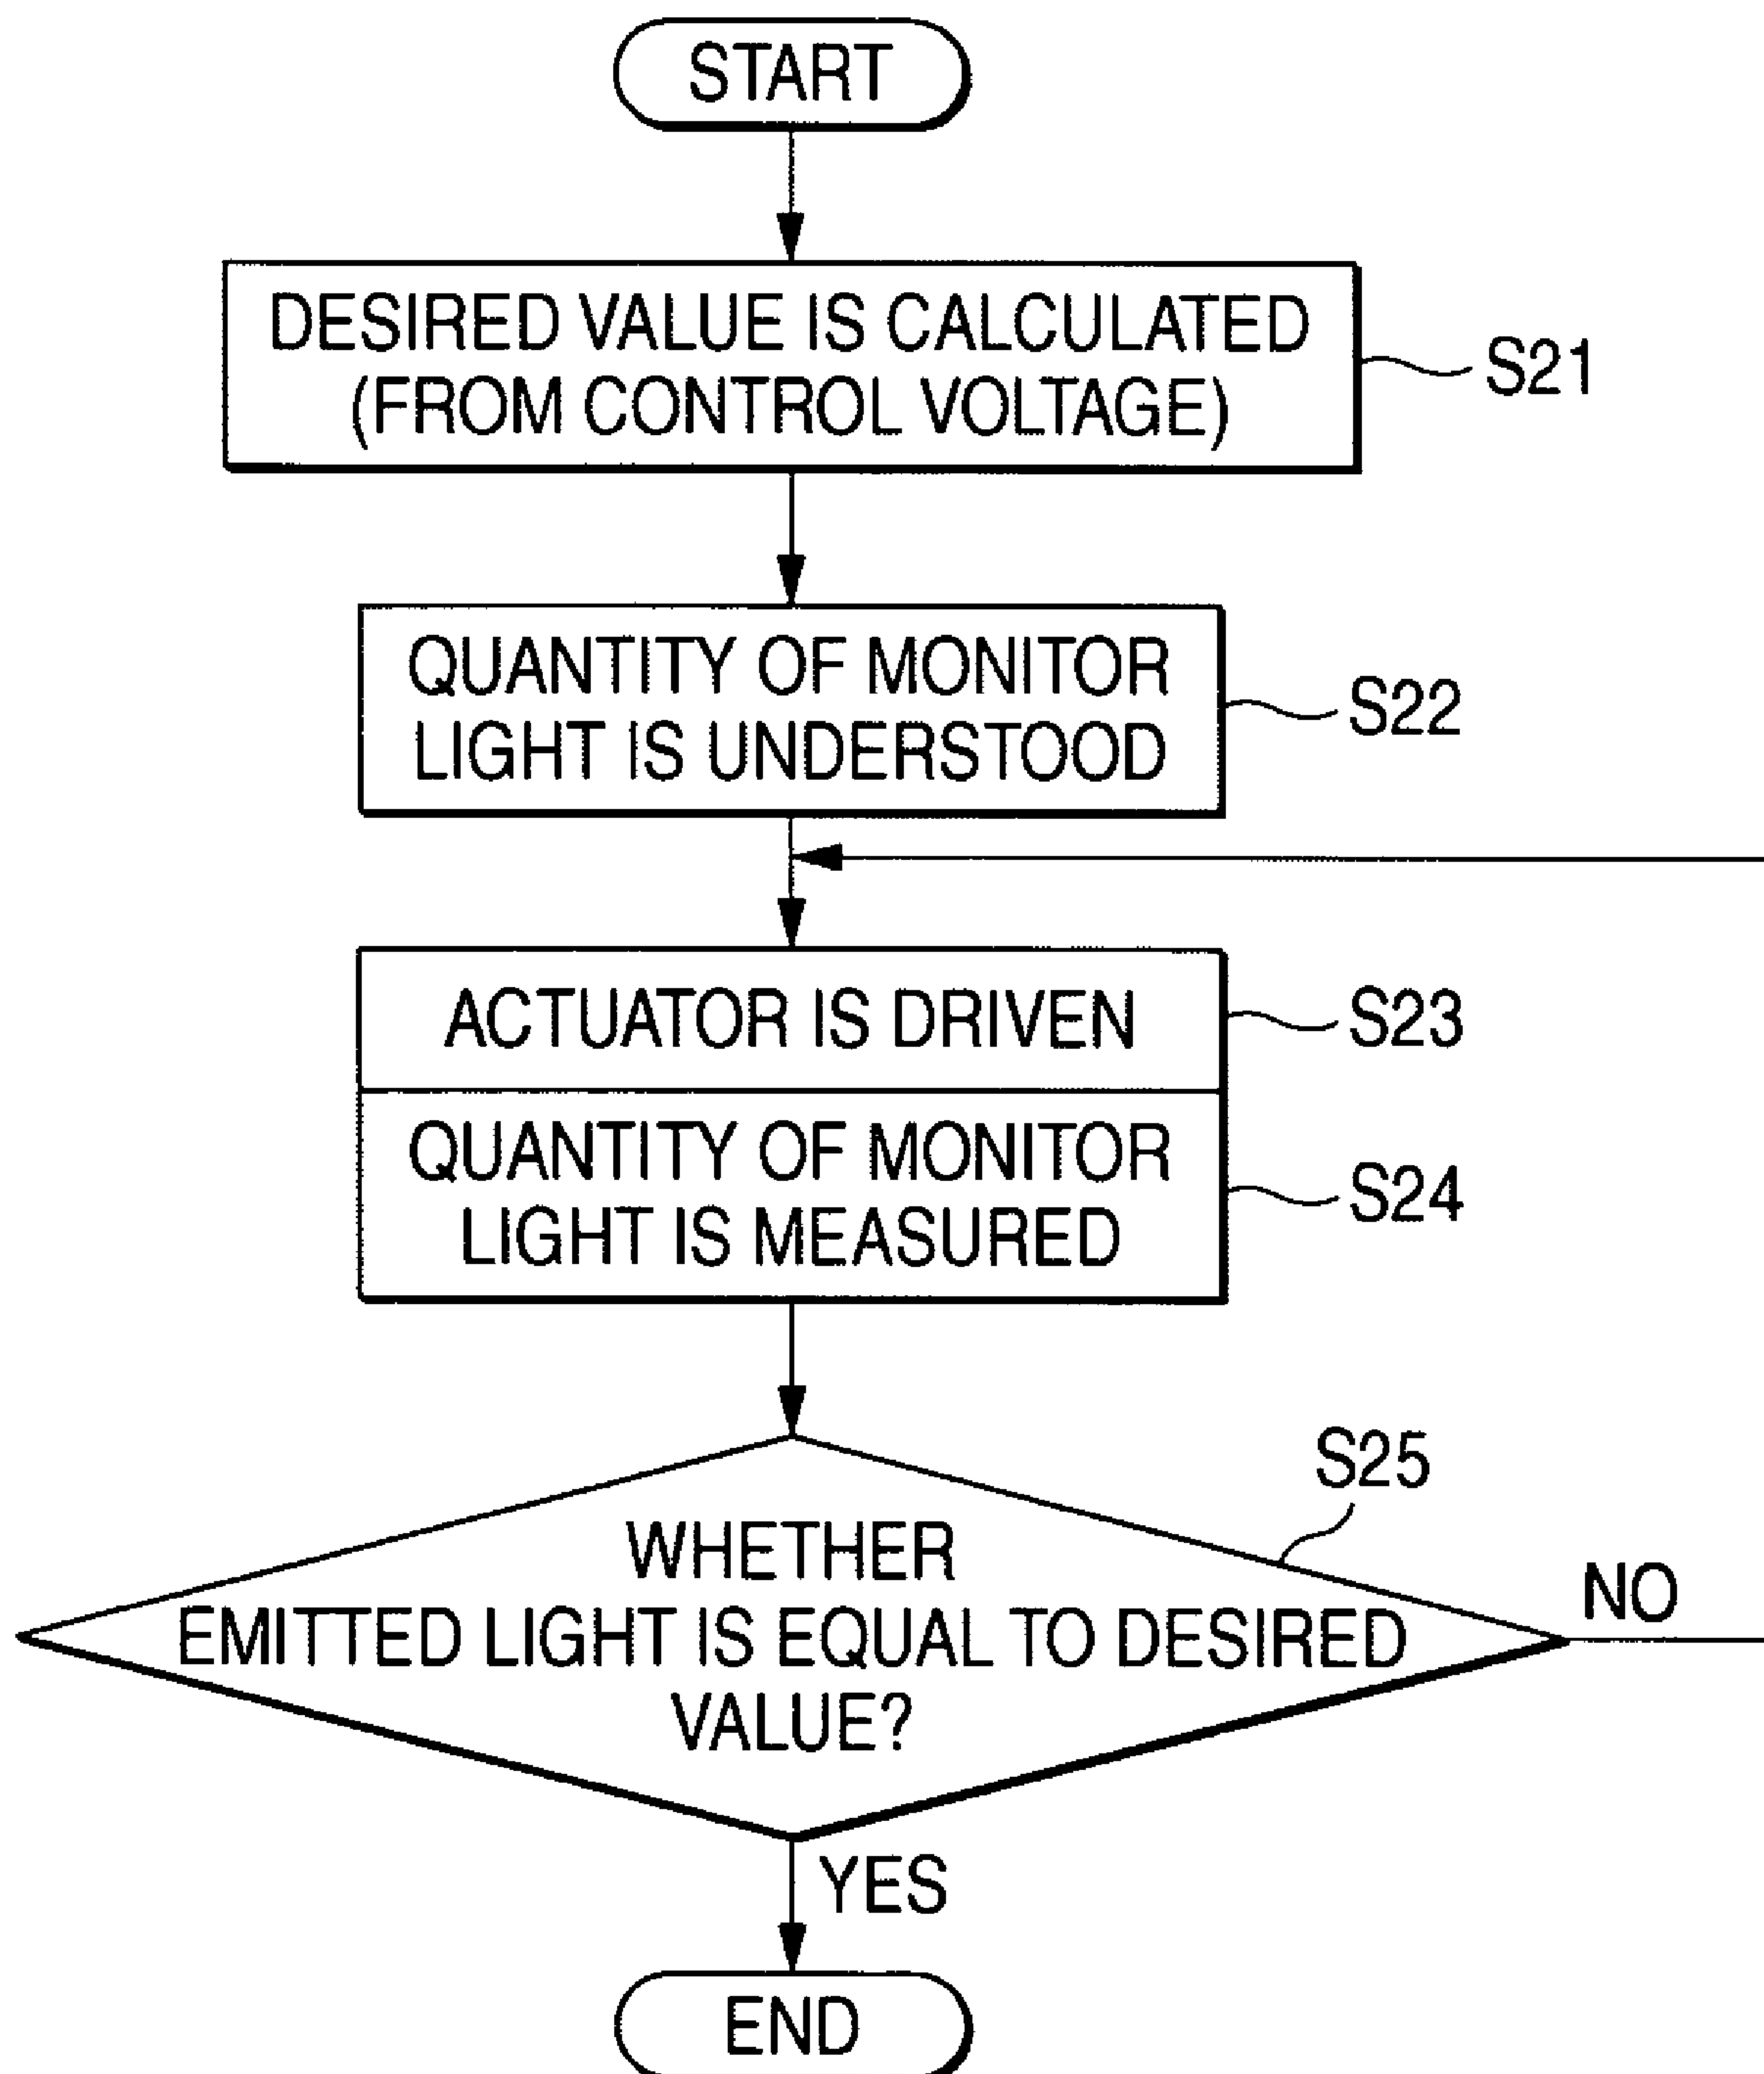 START
DESIRED VALUE IS CALCULATED
(FROM CONTROL VOLTAGE)
S21
QUANTITY OF MONITOR
LIGHT IS UNDERSTOOD
S22
ACTUATOR IS DRIVEN
S23
QUANTITY OF MONITOR
LIGHT IS MEASURED
S24
S25
WHETHER
EMITTED LIGHT IS EQUAL TO DESIRED
VALUE?
NO
YES
END